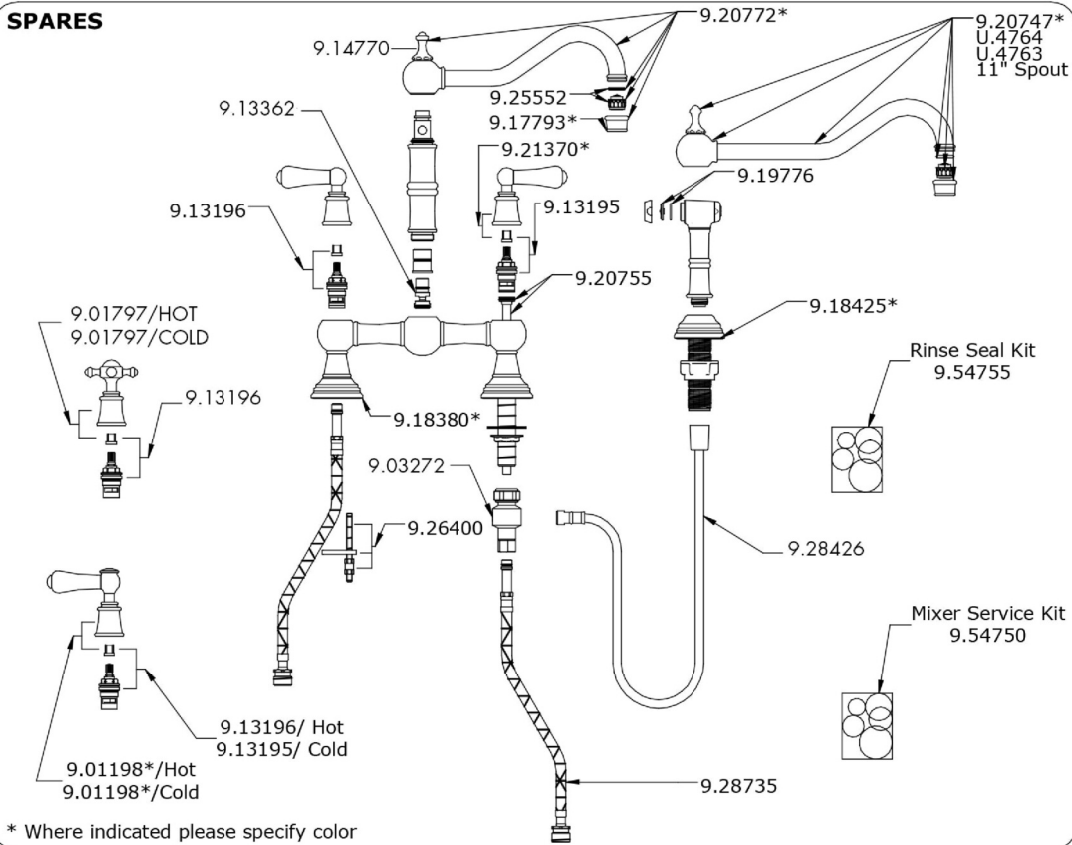 SPARES
9.20772*
9.20747*
U.4764
U.4763
11" Spout
9.14770
9.25552
9.13362
9.17793*
9.21370*
9.19776
9.13196
9.13195
9.20755
9.01797/HOT
9.01797/COLD
9.18425*
Rinse Seal Kit
9.54755
9.13196
9.18380*
9.03272
9.26400
9.28426
Mixer Service Kit
9.54750
9.13196/ Hot
9.13195/ Cold
9.01198*/Hot
9.01198*/Cold
9.28735
* Where indicated please specify color